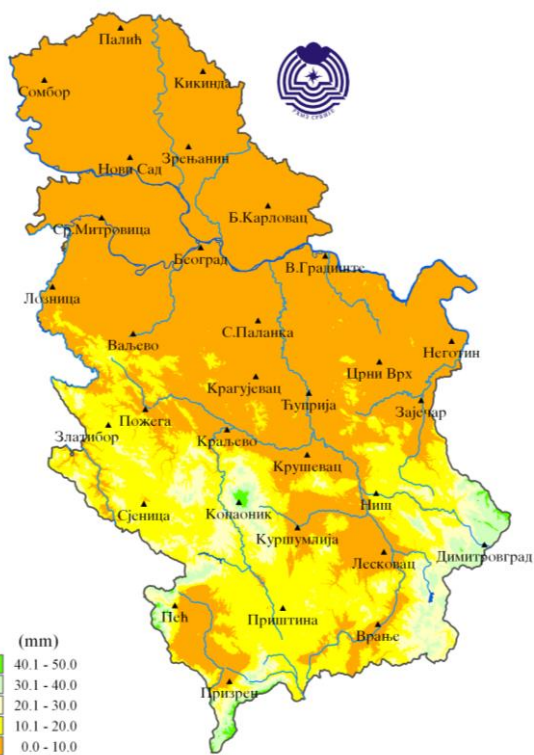 Палић
Кикинда
Сомбор
Зрењанин
Нови Сад
Б.Карловац
Ср.Митровица
Београд
В.Градиште
Лозница
С.Паланка
Ваљево
Неготин
Црни Врх
Крагујевац
Ћуприја
Зајечар
Пожега
Златибор
Краљево
Крушевац
Ниш
Сјеница
Копаоник
Куршумлија
Димитровград
Лесковац
Пећ
Приштина
Врање
Призрен
(mm)
40.1 - 50.0
30.1 - 40.0
20.1 - 30.0
10.1 - 20.0
0.0 - 10.0